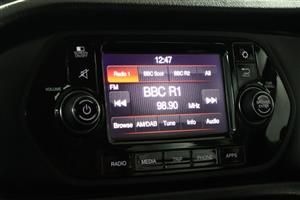 12:47
Radio 1 BBC Scot BBC R2 All
FM
BBC R1
98.90 MHz
Browse AM/DAB Tune Info Audio
VOLUME
RADIO MEDIA TRIP PHONE APPS